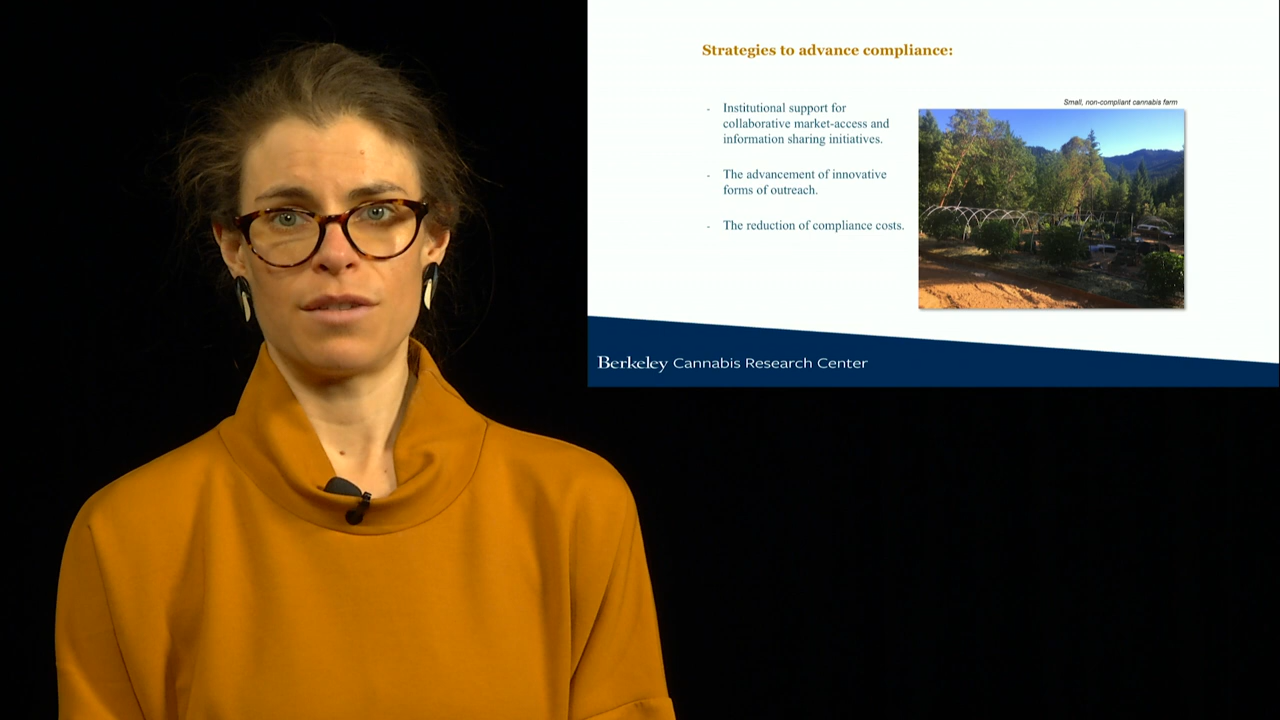 Strategies to advance compliance:
- Institutional support for
collaborative market-access and
information sharing initiatives.
- The advancement of innovative
forms of outreach.
- The reduction of compliance costs.
Small, non-compliant cannabis farm
Berkeley Cannabis Research Center